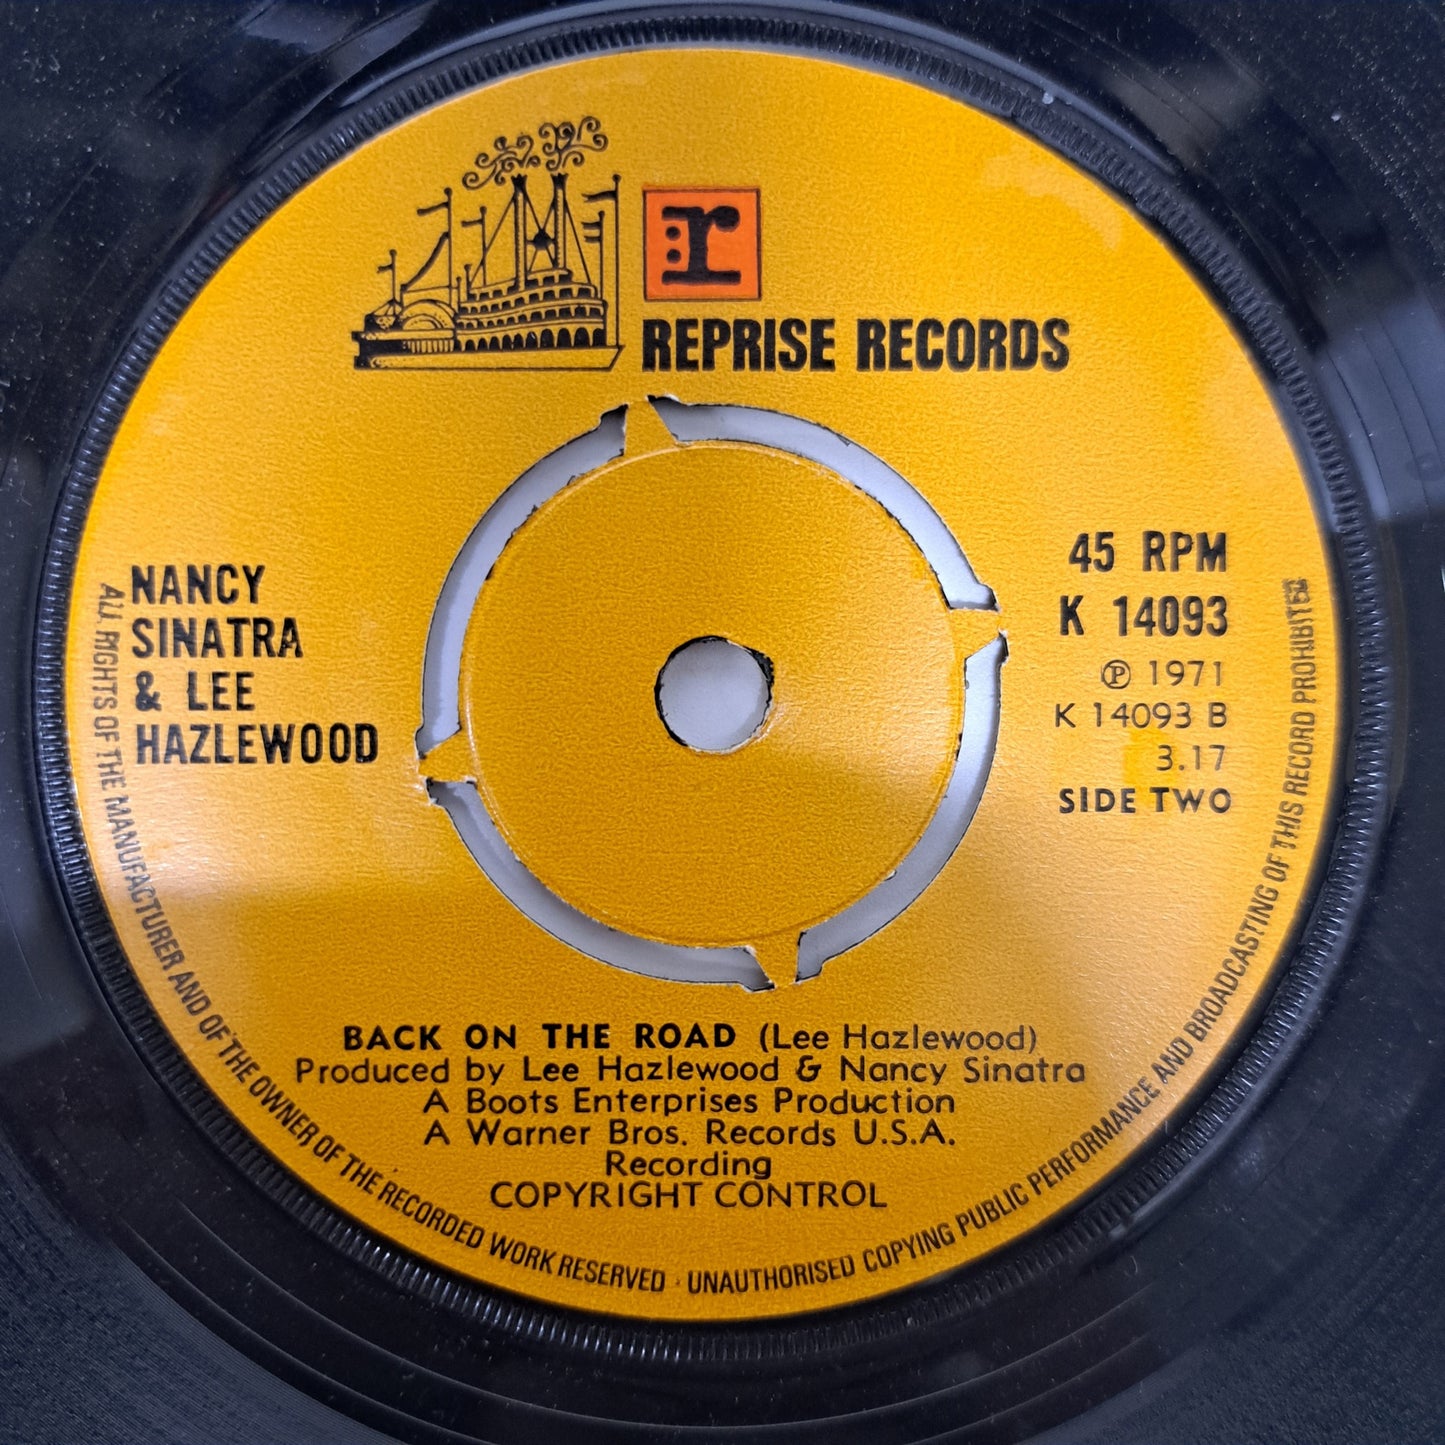 r
REPRISE RECORDS
NANCY
SINATRA
& LEE
HAZLEWOOD
45 RPM
K 14093
℗ 1971
K 14093 B
3.17
SIDE TWO
BACK ON THE ROAD (Lee Hazlewood)
Produced by Lee Hazlewood & Nancy Sinatra
A Boots Enterprises Production
A Warner Bros. Records U.S.A.
Recording
COPYRIGHT CONTROL
ALL RIGHTS OF THE MANUFACTURER AND OF THE OWNER OF THE RECORDED WORK RESERVED · UNAUTHORISED COPYING PUBLIC PERFORMANCE AND BROADCASTING OF THIS RECORD PROHIBITED